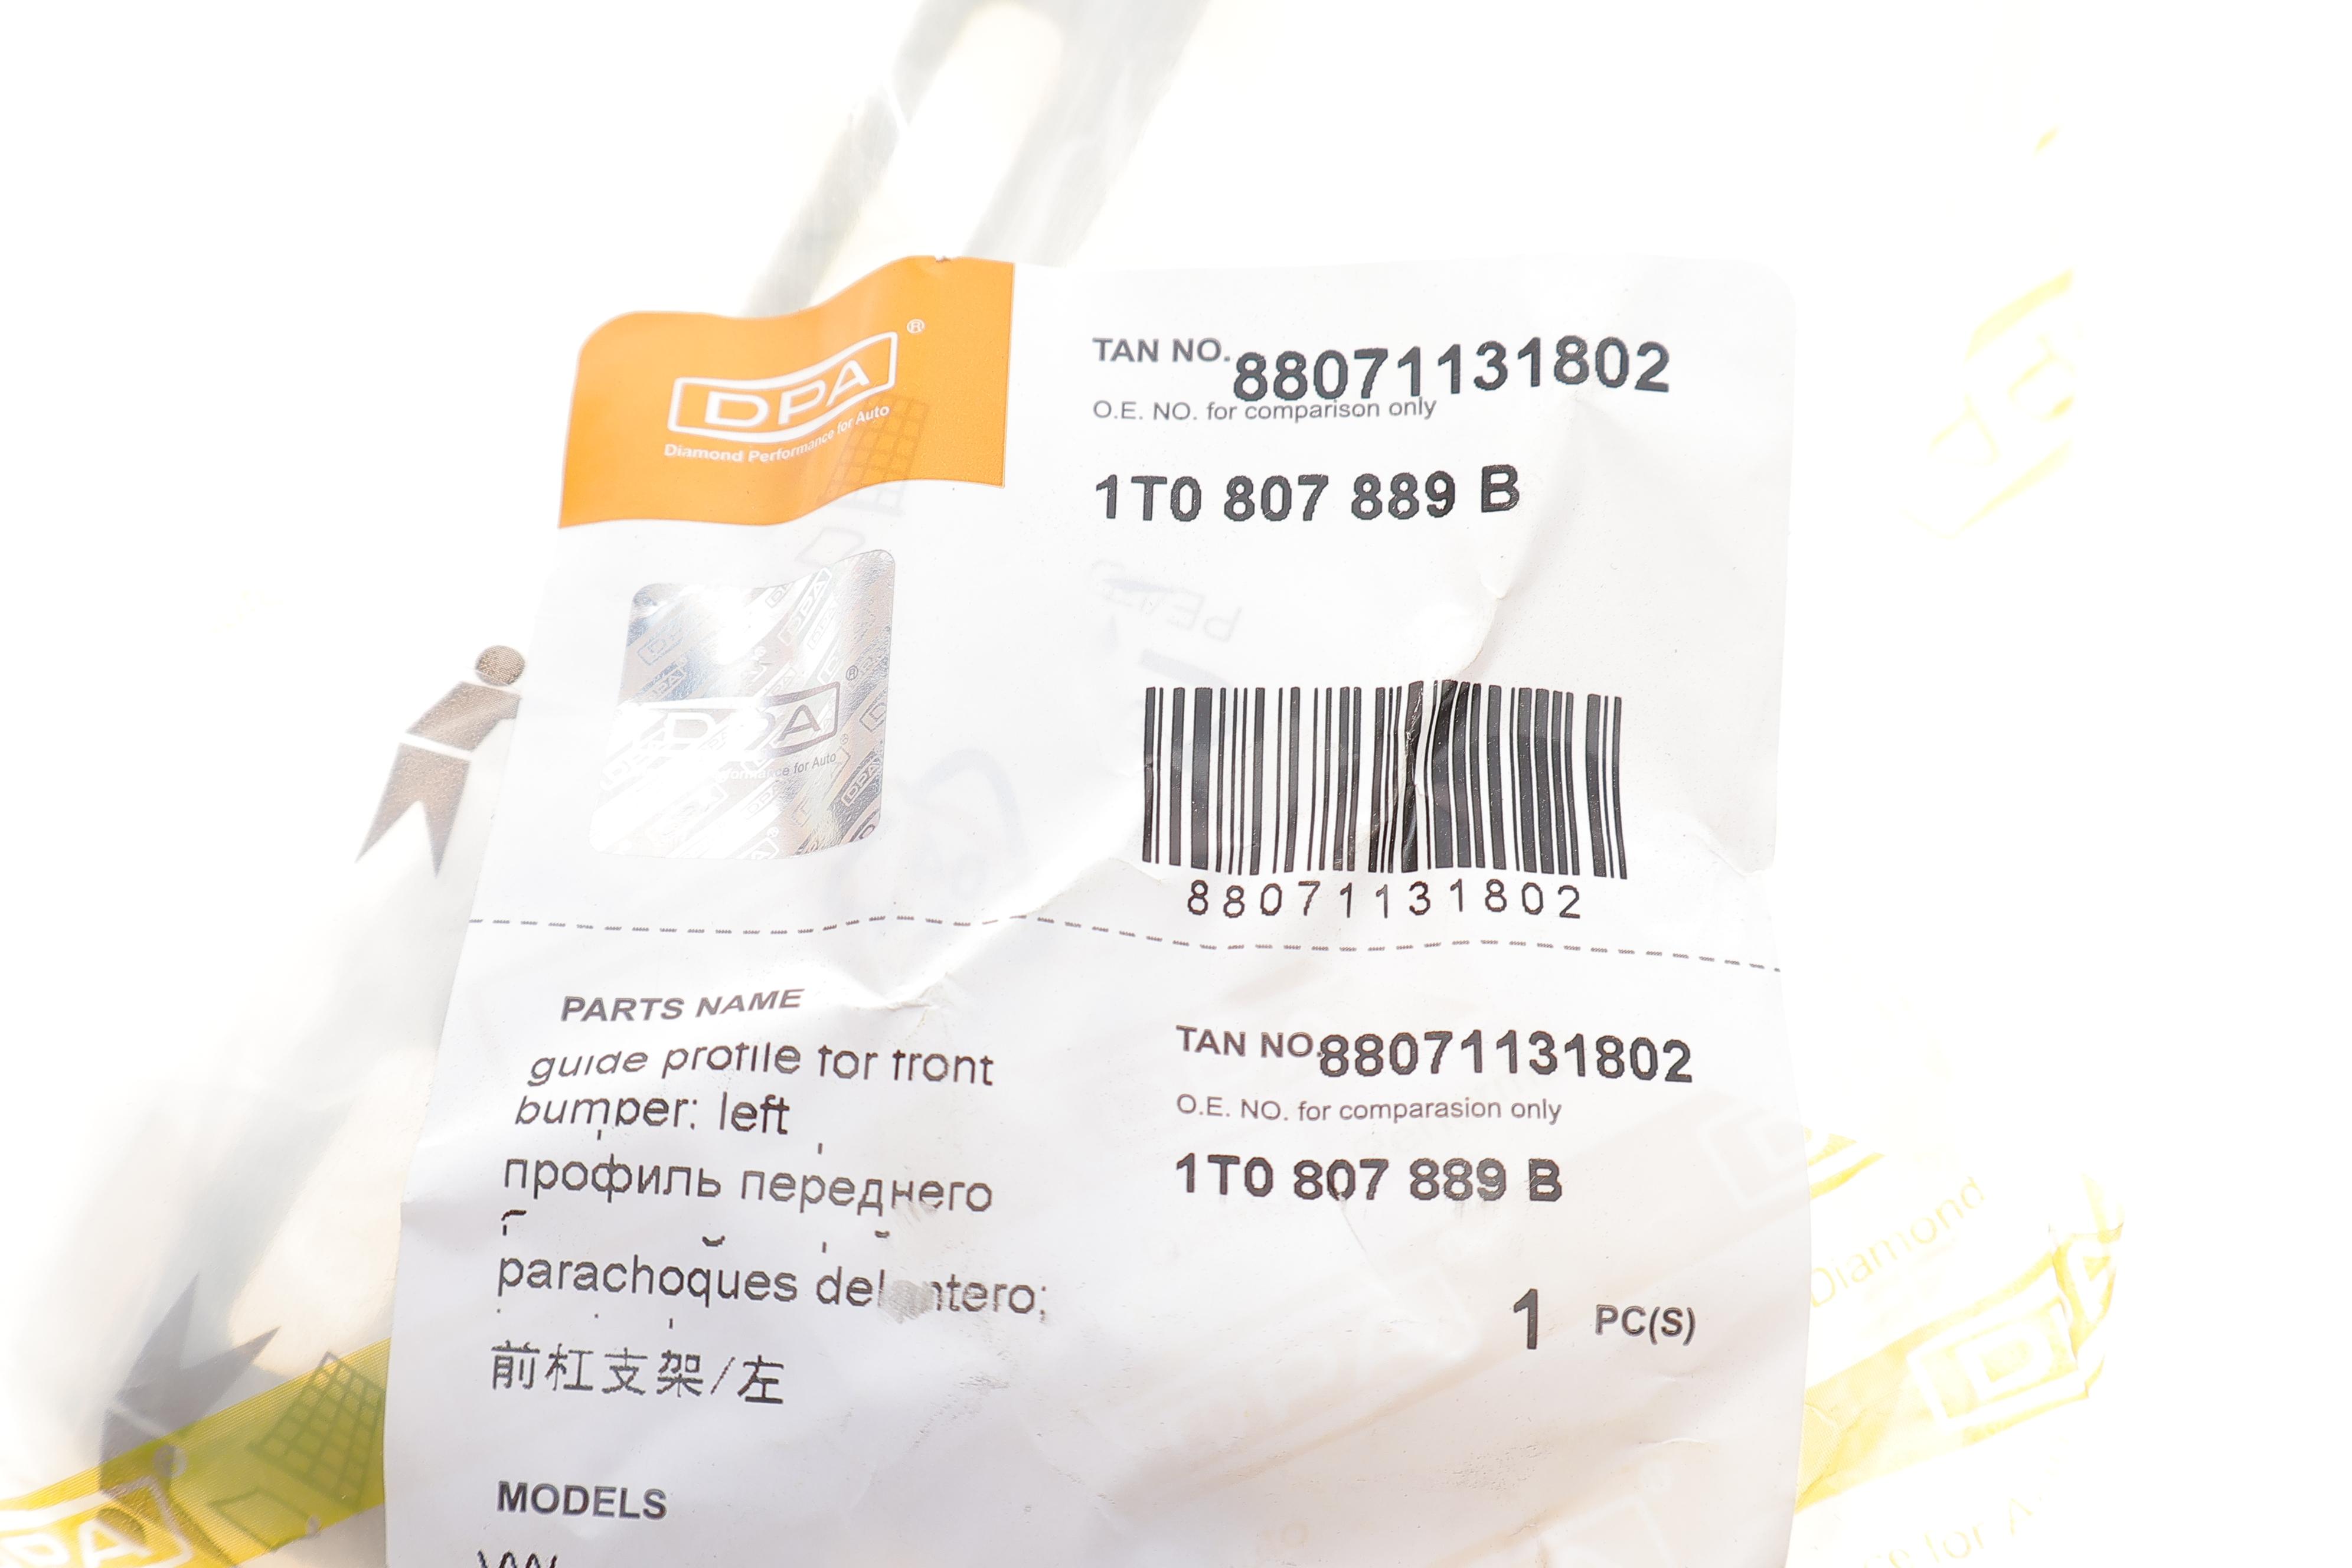 DPA®
Diamond Performance for Auto
TAN NO. 88071131802
O.E. NO. for comparison only
1T0 807 889 B
DPA®
88071131802
PARTS NAME
guide profile for front
bumper: left
профиль переднего
parachoques
前杠支架/左
TAN NO. 88071131802
O.E. NO. for comparasion only
1T0 807 889 B
1 PC(S)
MODELS
Diamond